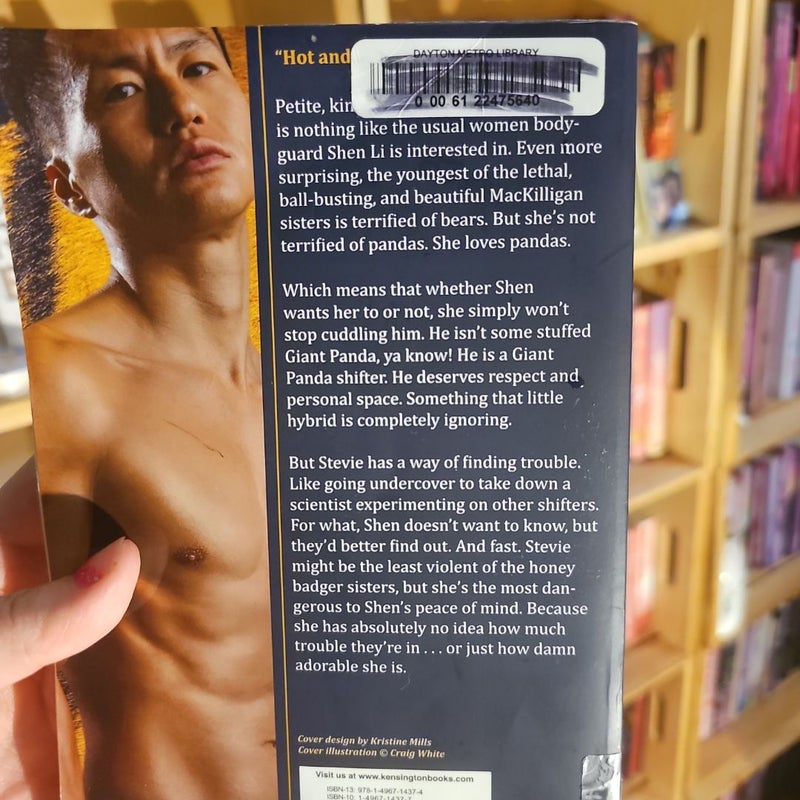 "Hot and
DAYTON METRO LIBRARY
0 00 61 22475640
Petite, kin
is nothing like the usual women body-
guard Shen Li is interested in. Even more
surprising, the youngest of the lethal,
ball-busting, and beautiful MacKilligan
sisters is terrified of bears. But she's not
terrified of pandas. She loves pandas.
Which means that whether Shen
wants her to or not, she simply won't
stop cuddling him. He isn't some stuffed
Giant Panda, ya know! He is a Giant
Panda shifter. He deserves respect and
personal space. Something that little
hybrid is completely ignoring.
But Stevie has a way of finding trouble.
Like going undercover to take down a
scientist experimenting on other shifters.
For what, Shen doesn't want to know, but
they'd better find out. And fast. Stevie
might be the least violent of the honey
badger sisters, but she's the most dan-
gerous to Shen's peace of mind. Because
she has absolutely no idea how much
trouble they're in . . . or just how damn
adorable she is.
Cover design by Kristine Mills
Cover illustration © Craig White
Visit us at www.kensingtonbooks.com
ISBN-13: 978-1-4967-1437-4
ISBN-10: 1-4967-1437-7